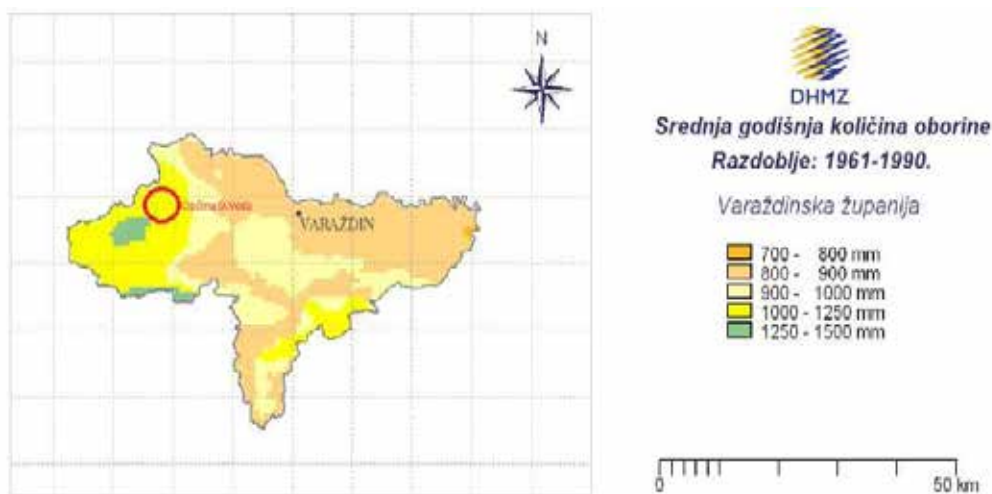 N
VARAŽDIN
DHMZ
Srednja godišnja količina oborine
Razdoblje: 1961-1990.
Varaždinska županija
700 - 800 mm
800 - 900 mm
900 - 1000 mm
1000 - 1250 mm
1250 - 1500 mm
0 50 km